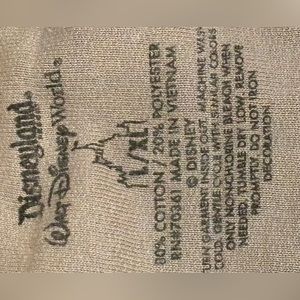 Disneyland®
Walt Disney World®
L/XL
80% COTTON / 20% POLYESTER
RN#70361 MADE IN VIETNAM
© DISNEY
TURN GARMENT INSIDE OUT. MACHINE WASH
COLD, GENTLE CYCLE WITH SIMILAR COLORS
ONLY NON-CHLORINE BLEACH WHEN
NEEDED. TUMBLE DRY LOW. REMOVE
PROMPTLY. DO NOT IRON
DECORATION